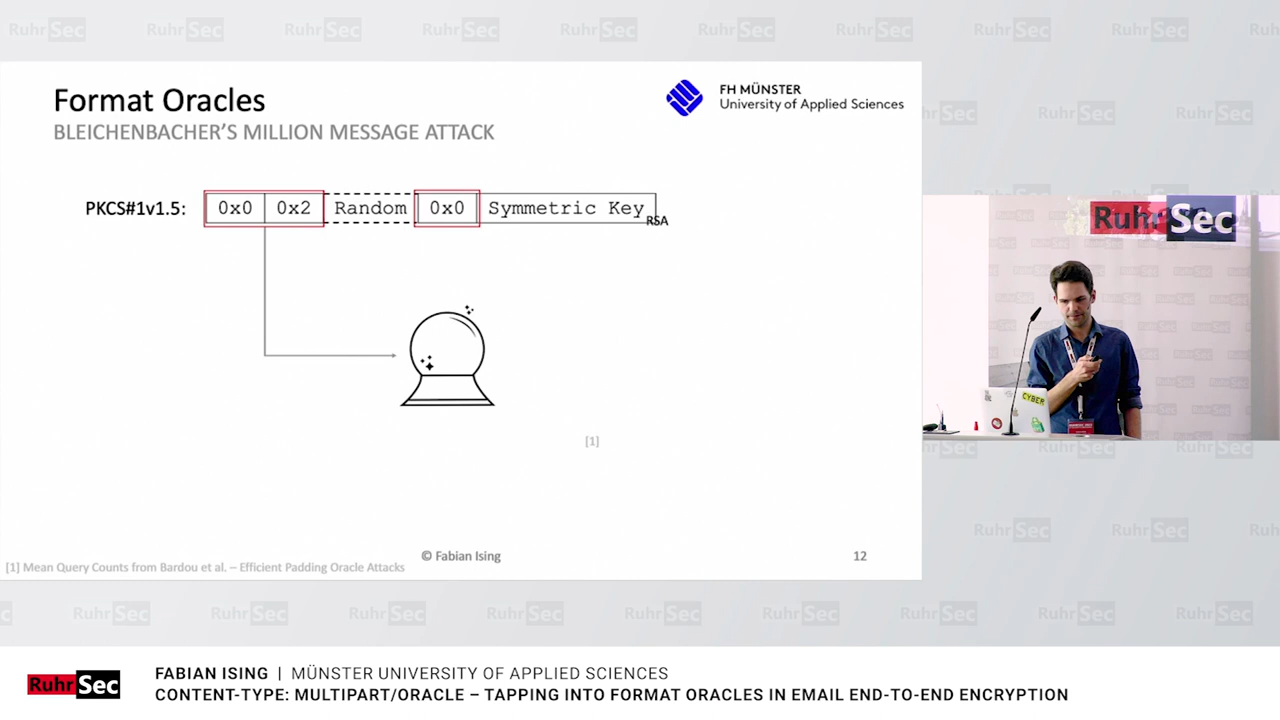 Format Oracles
BLEICHENBACHER'S MILLION MESSAGE ATTACK
FH MÜNSTER
University of Applied Sciences
PKCS#1v1.5: 0x0 0x2 Random 0x0 Symmetric Key RSA
[1]
© Fabian Ising
12
[1] Mean Query Counts from Bardou et al. – Efficient Padding Oracle Attacks
RuhrSec
CYBER
RuhrSec
FABIAN ISING | MÜNSTER UNIVERSITY OF APPLIED SCIENCES
CONTENT-TYPE: MULTIPART/ORACLE – TAPPING INTO FORMAT ORACLES IN EMAIL END-TO-END ENCRYPTION